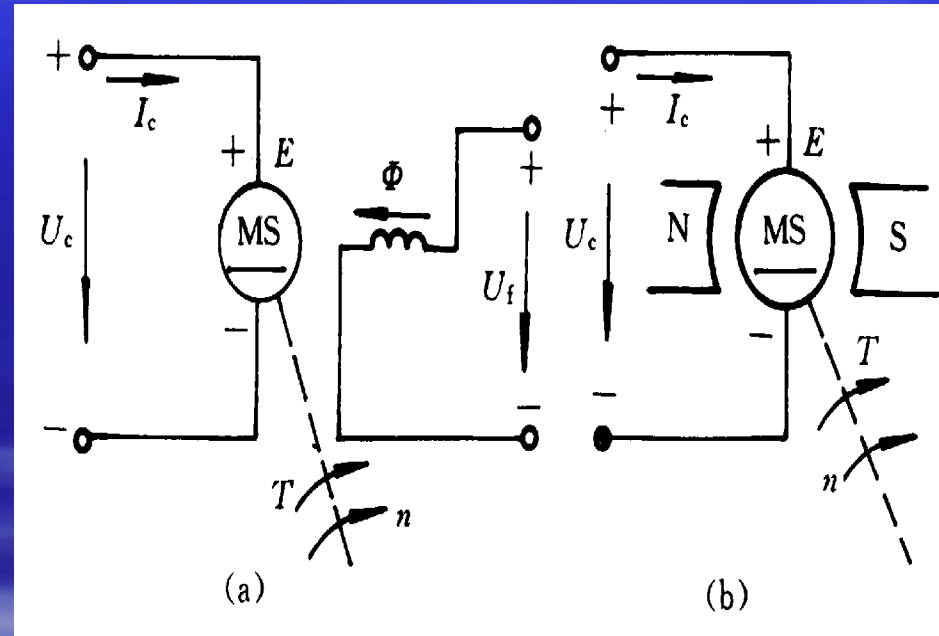 + I_c + E
U_c MS
−
−
Φ
+
U_f
−
T n
(a)
+ I_c + E
U_c N MS S
−
−
T
n
(b)